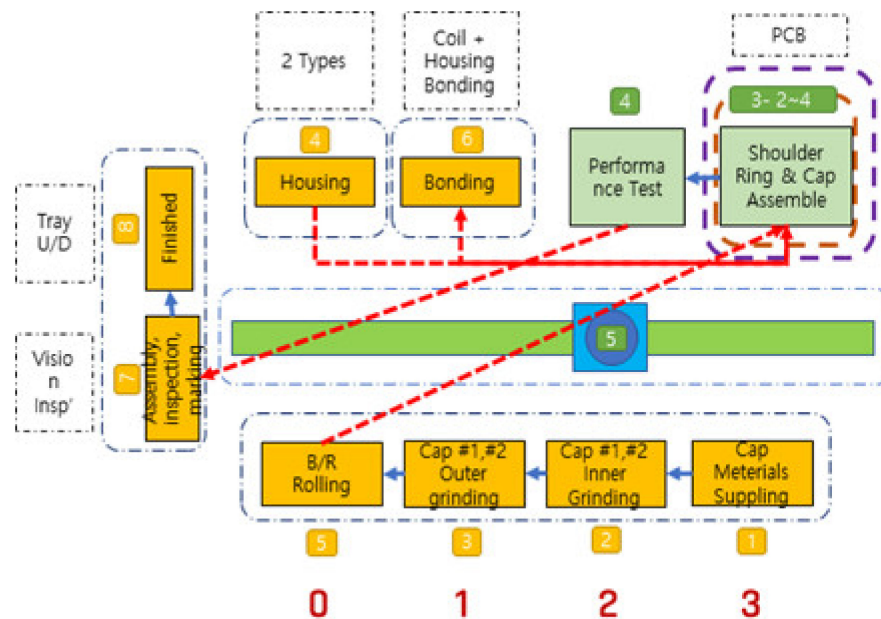 2 Types
Coil +
Housing
Bonding
PCB
4
6
4
3- 2~4
Housing
Bonding
Performa
nce Test
Shoulder
Ring & Cap
Assemble
Tray
U/D
8
Finished
Visio
n
Insp'
7
Assembly,
inspection,
marking
5
B/R
Rolling
Cap #1,#2
Outer
grinding
Cap #1,#2
Inner
Grinding
Cap
Meterials
Suppling
5
3
2
1
0
1
2
3